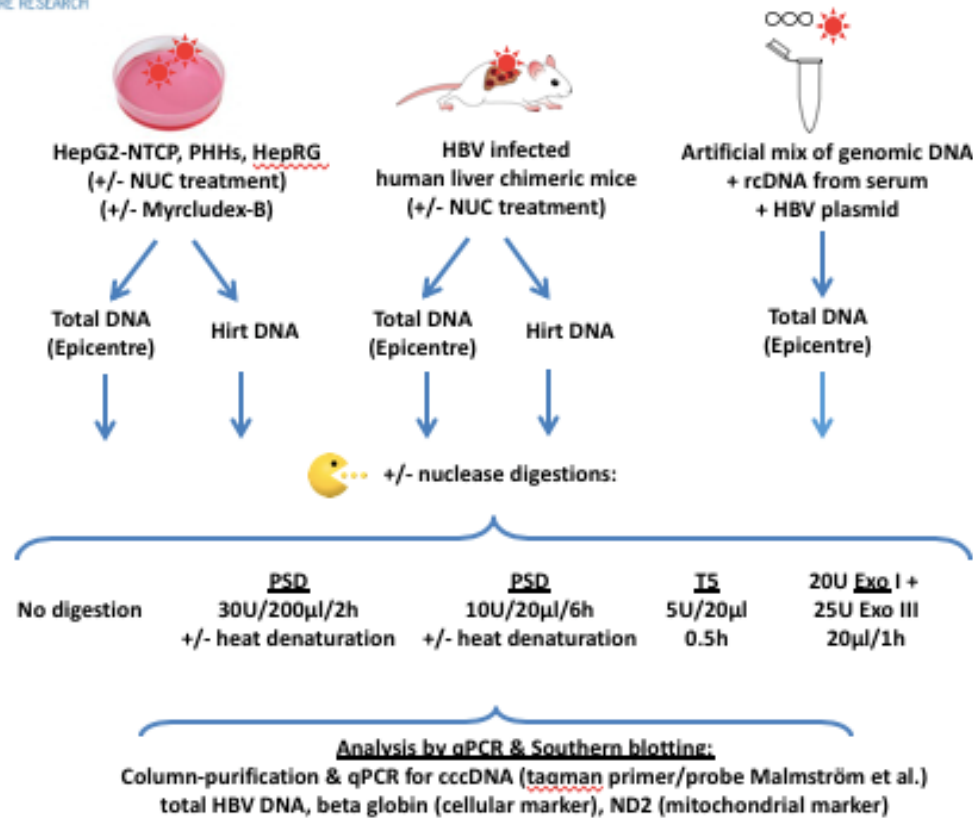 RE RESEARCH
HepG2-NTCP, PHHs, HepRG
(+/- NUC treatment)
(+/- Myrcludex-B)
HBV infected
human liver chimeric mice
(+/- NUC treatment)
Artificial mix of genomic DNA
+ rcDNA from serum
+ HBV plasmid
Total DNA
(Epicentre)
Hirt DNA
Total DNA
(Epicentre)
Hirt DNA
Total DNA
(Epicentre)
+/- nuclease digestions:
No digestion
PSD
30U/200µl/2h
+/- heat denaturation
PSD
10U/20µl/6h
+/- heat denaturation
T5
5U/20µl
0.5h
20U Exo I +
25U Exo III
20µl/1h
Analysis by qPCR & Southern blotting:
Column-purification & qPCR for cccDNA (taqman primer/probe Malmström et al.)
total HBV DNA, beta globin (cellular marker), ND2 (mitochondrial marker)